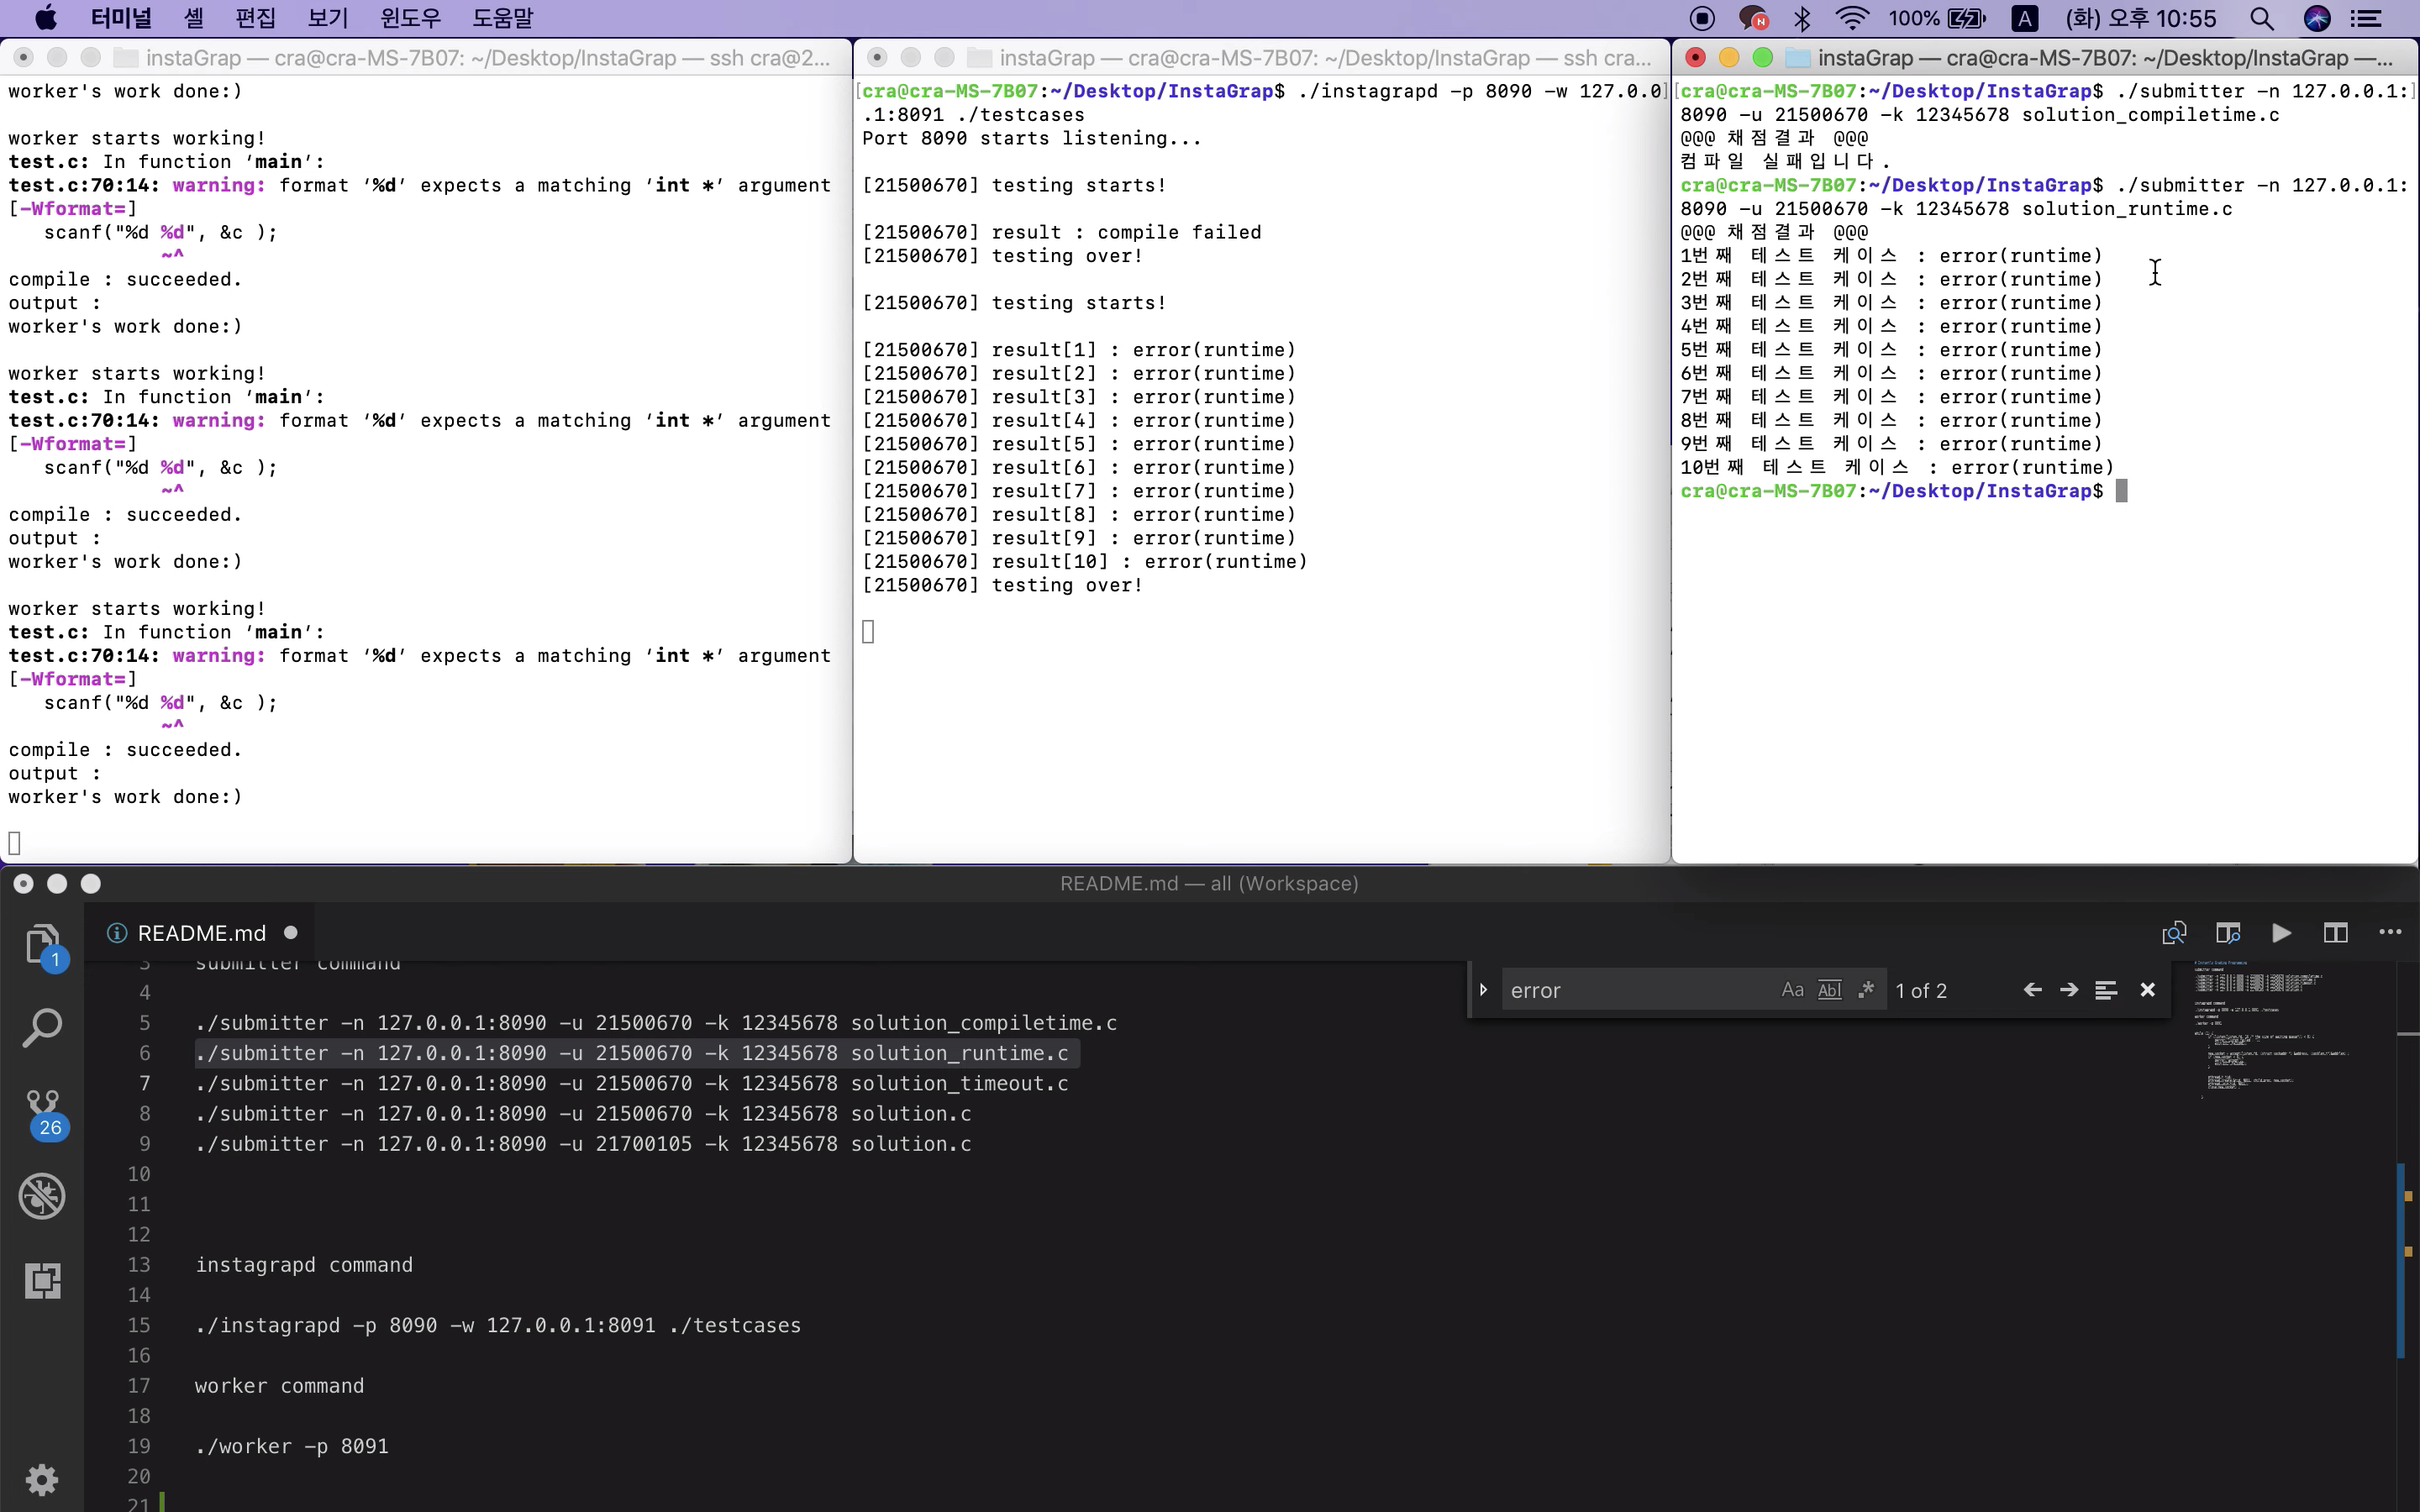 터미널 셸 편집 보기 윈도우 도움말 100% A (화) 오후 10:55
instaGrap — cra@cra-MS-7B07: ~/Desktop/InstaGrap — ssh cra@2...
worker's work done:)
worker starts working!
test.c: In function ‘main’:
test.c:70:14: warning: format ‘%d’ expects a matching ‘int *’ argument
[-Wformat=]
scanf("%d %d", &c );
~^
compile : succeeded.
output :
worker's work done:)
worker starts working!
test.c: In function ‘main’:
test.c:70:14: warning: format ‘%d’ expects a matching ‘int *’ argument
[-Wformat=]
scanf("%d %d", &c );
~^
compile : succeeded.
output :
worker's work done:)
worker starts working!
test.c: In function ‘main’:
test.c:70:14: warning: format ‘%d’ expects a matching ‘int *’ argument
[-Wformat=]
scanf("%d %d", &c );
~^
compile : succeeded.
output :
worker's work done:)
instaGrap — cra@cra-MS-7B07: ~/Desktop/InstaGrap — ssh cra...
[cra@cra-MS-7B07:~/Desktop/InstaGrap$ ./instagrapd -p 8090 -w 127.0.0]
.1:8091 ./testcases
Port 8090 starts listening...
[21500670] testing starts!
[21500670] result : compile failed
[21500670] testing over!
[21500670] testing starts!
[21500670] result[1] : error(runtime)
[21500670] result[2] : error(runtime)
[21500670] result[3] : error(runtime)
[21500670] result[4] : error(runtime)
[21500670] result[5] : error(runtime)
[21500670] result[6] : error(runtime)
[21500670] result[7] : error(runtime)
[21500670] result[8] : error(runtime)
[21500670] result[9] : error(runtime)
[21500670] result[10] : error(runtime)
[21500670] testing over!
instaGrap — cra@cra-MS-7B07: ~/Desktop/InstaGrap —...
[cra@cra-MS-7B07:~/Desktop/InstaGrap$ ./submitter -n 127.0.0.1:]
8090 -u 21500670 -k 12345678 solution_compiletime.c
@@@ 채점결과 @@@
컴파일 실패입니다.
cra@cra-MS-7B07:~/Desktop/InstaGrap$ ./submitter -n 127.0.0.1:
8090 -u 21500670 -k 12345678 solution_runtime.c
@@@ 채점결과 @@@
1번째 테스트 케이스 : error(runtime)
2번째 테스트 케이스 : error(runtime)
3번째 테스트 케이스 : error(runtime)
4번째 테스트 케이스 : error(runtime)
5번째 테스트 케이스 : error(runtime)
6번째 테스트 케이스 : error(runtime)
7번째 테스트 케이스 : error(runtime)
8번째 테스트 케이스 : error(runtime)
9번째 테스트 케이스 : error(runtime)
10번째 테스트 케이스 : error(runtime)
cra@cra-MS-7B07:~/Desktop/InstaGrap$
README.md — all (Workspace)
README.md
1
26
error Aa Abl .* 1 of 2
3 submitter command
4
5 ./submitter -n 127.0.0.1:8090 -u 21500670 -k 12345678 solution_compiletime.c
6 ./submitter -n 127.0.0.1:8090 -u 21500670 -k 12345678 solution_runtime.c
7 ./submitter -n 127.0.0.1:8090 -u 21500670 -k 12345678 solution_timeout.c
8 ./submitter -n 127.0.0.1:8090 -u 21500670 -k 12345678 solution.c
9 ./submitter -n 127.0.0.1:8090 -u 21700105 -k 12345678 solution.c
10
11
12
13 instagrapd command
14
15 ./instagrapd -p 8090 -w 127.0.0.1:8091 ./testcases
16
17 worker command
18
19 ./worker -p 8091
20
21